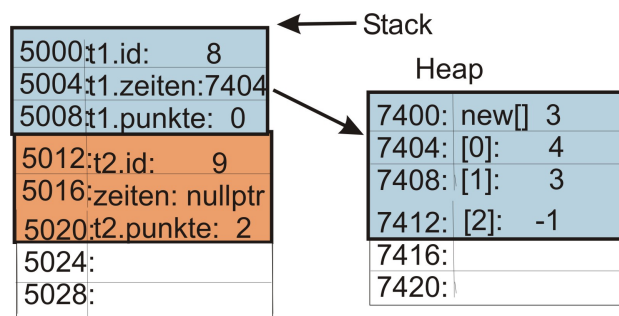 Stack
5000: t1.id: 8
5004: t1.zeiten: 7404
5008: t1.punkte: 0
5012: t2.id: 9
5016: zeiten: nullptr
5020: t2.punkte: 2
5024:
5028:
Heap
7400: new[] 3
7404: [0]: 4
7408: [1]: 3
7412: [2]: -1
7416:
7420: